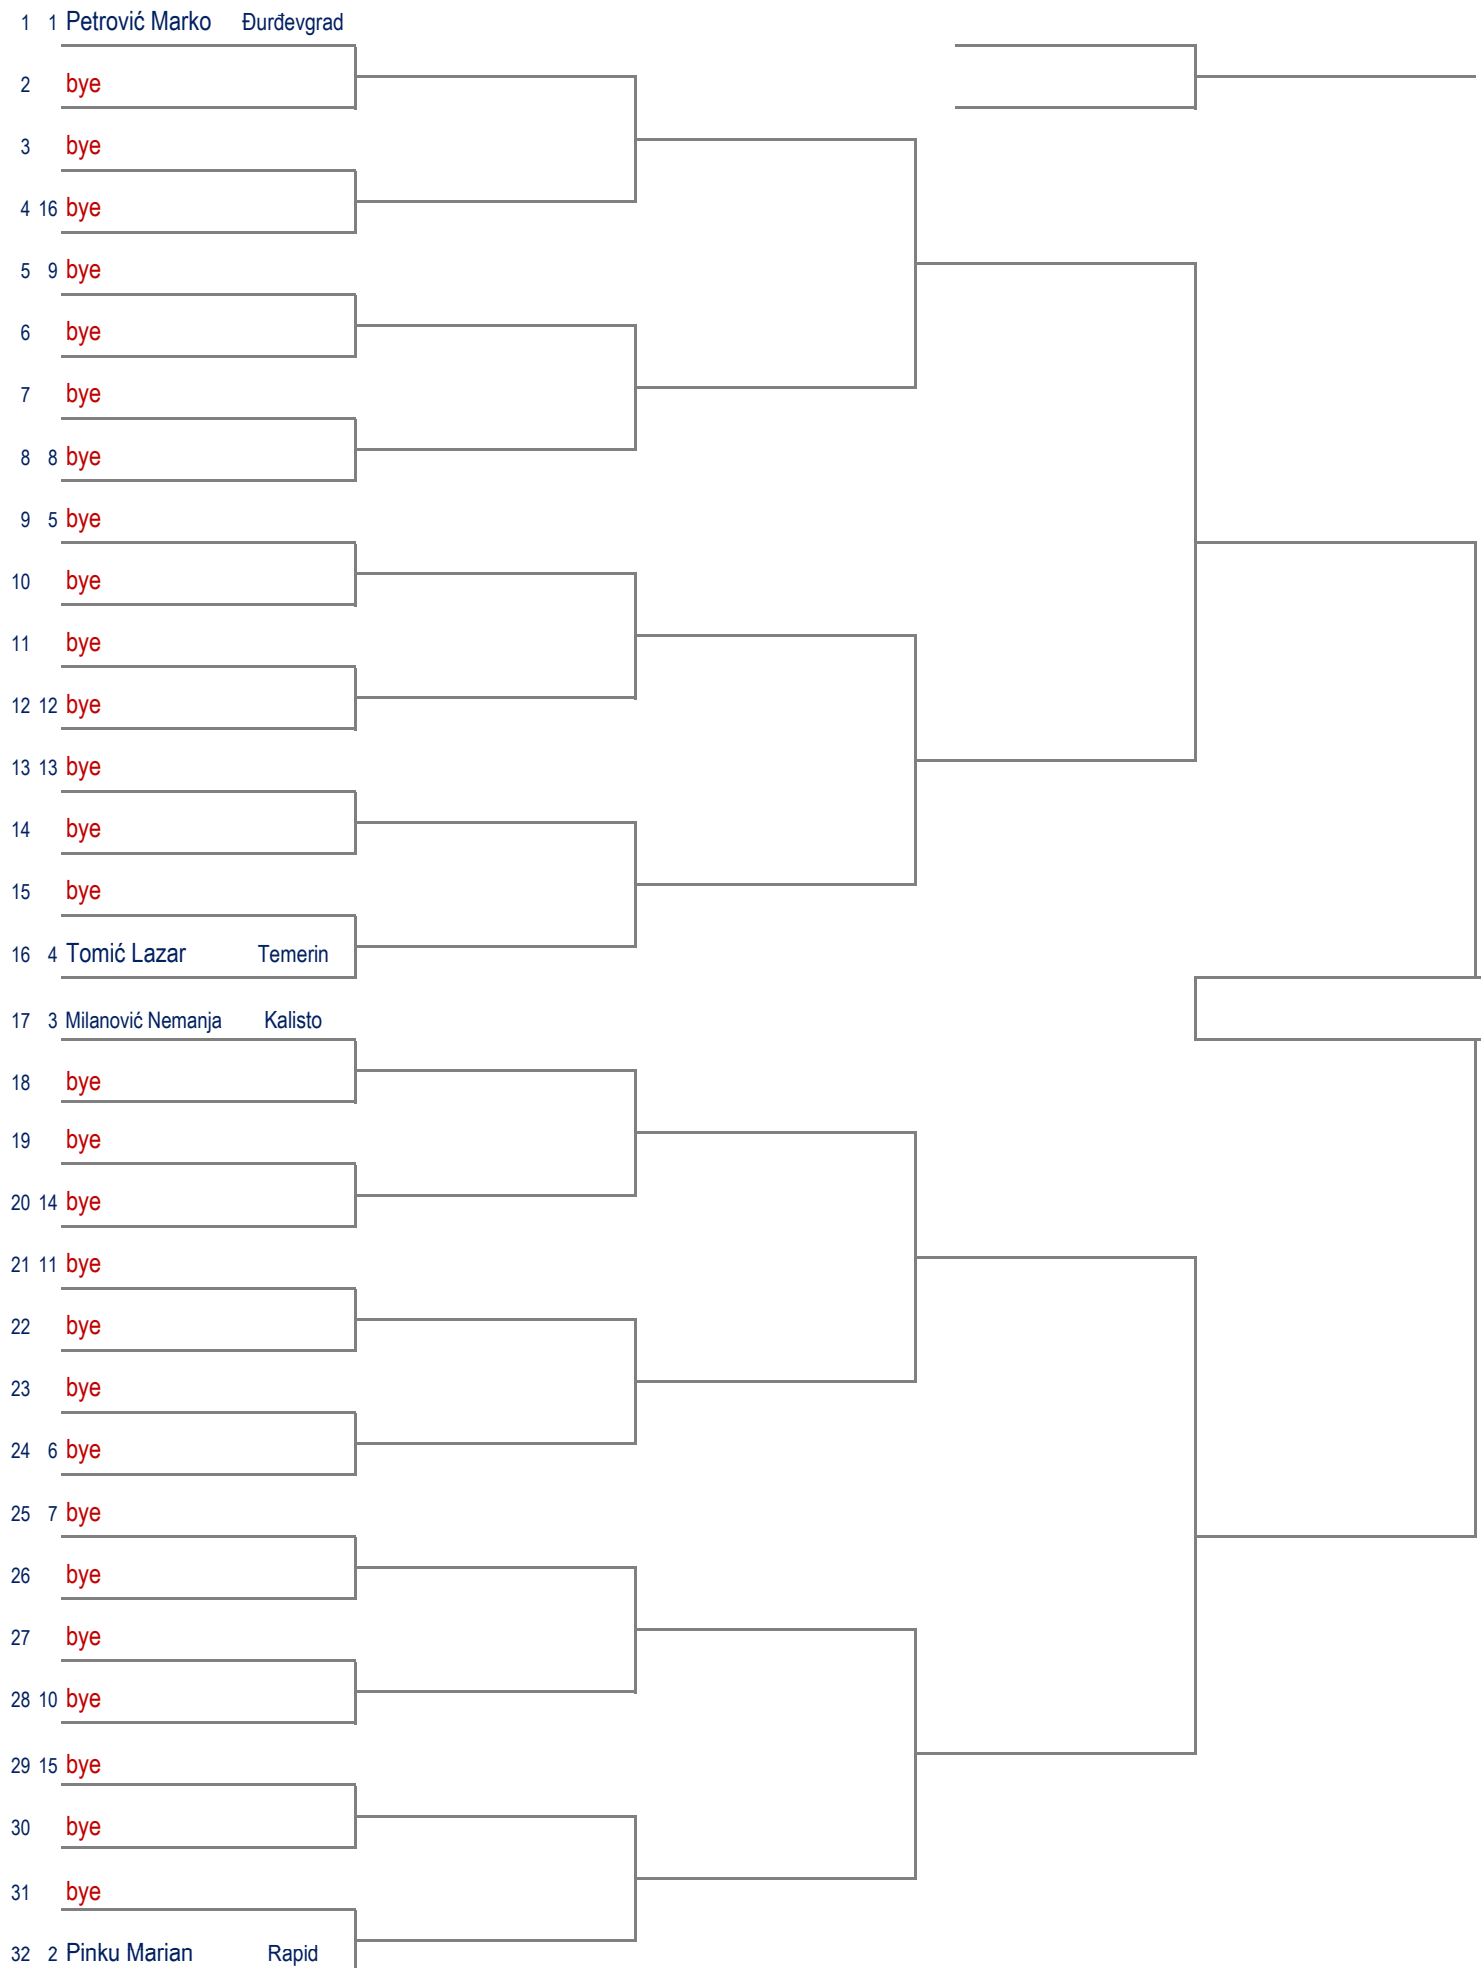 1 1 Petrović Marko Đurđevgrad
2 bye
3 bye
4 16 bye
5 9 bye
6 bye
7 bye
8 8 bye
9 5 bye
10 bye
11 bye
12 12 bye
13 13 bye
14 bye
15 bye
16 4 Tomić Lazar Temerin
17 3 Milanović Nemanja Kalisto
18 bye
19 bye
20 14 bye
21 11 bye
22 bye
23 bye
24 6 bye
25 7 bye
26 bye
27 bye
28 10 bye
29 15 bye
30 bye
31 bye
32 2 Pinku Marian Rapid